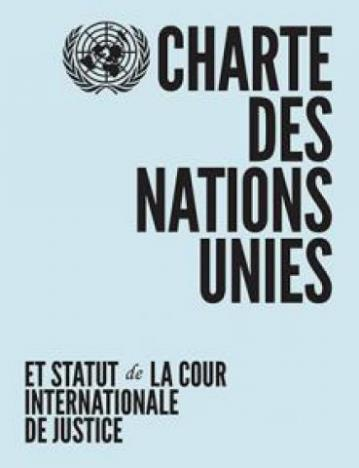 CHARTE
DES
NATIONS
UNIES
ET STATUT de LA COUR
INTERNATIONALE
DE JUSTICE